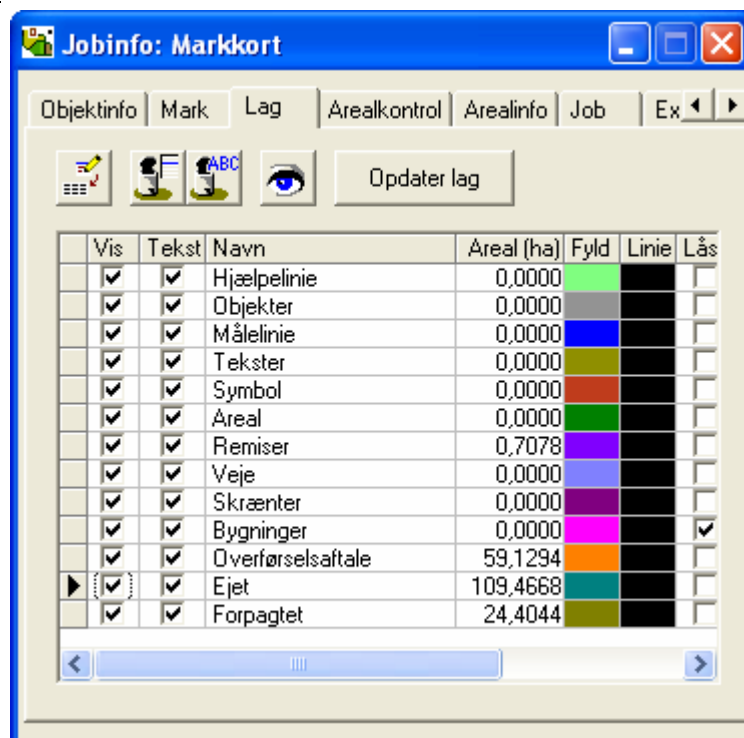 Jobinfo: Markkort
Objektinfo Mark Lag Arealkontrol Arealinfo Job Ex
ABC Opdater lag
Vis Tekst Navn Areal (ha) Fyld Linie Lås
Hjælpelinie 0,0000
Objekter 0,0000
Målelinie 0,0000
Tekster 0,0000
Symbol 0,0000
Areal 0,0000
Remiser 0,7078
Veje 0,0000
Skrænter 0,0000
Bygninger 0,0000
Overførselsaftale 59,1294
Ejet 109,4668
Forpagtet 24,4044